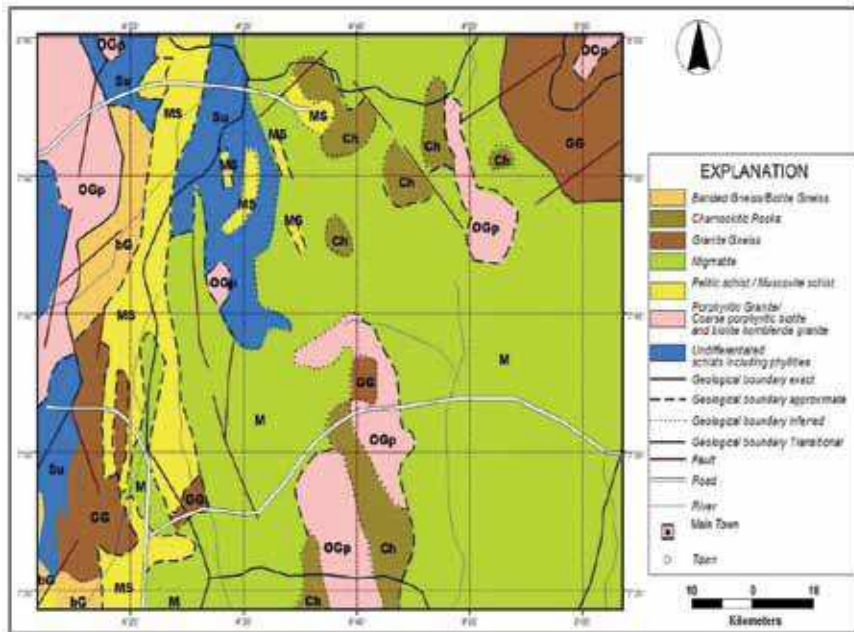 EXPLANATION
Banded Gneiss/Biotite Gneiss
Charnockitic Rocks
Granite Gneiss
Migmatite
Pelitic schist / Muscovite schist
Porphyritic Granite/
Coarse porphyritic biotite
and biotite hornblende granite
Undifferentiated
schists including phyllites
Geological boundary exact
Geological boundary approximate
Geological boundary inferred
Geological boundary Transitional
Fault
Road
River
Main Town
Town
10 0 10
Kilometers
OGp
Su
MS
Su
MS
Ch
OGp
GG
MS
MS
MS
Ch
Ch
OGp
OGp
bG
MS
Ch
OGp
MS
M
M
GG
OGp
Su
GG
M
GG
Ch
OGp
bG
bG
MS
M
Ch